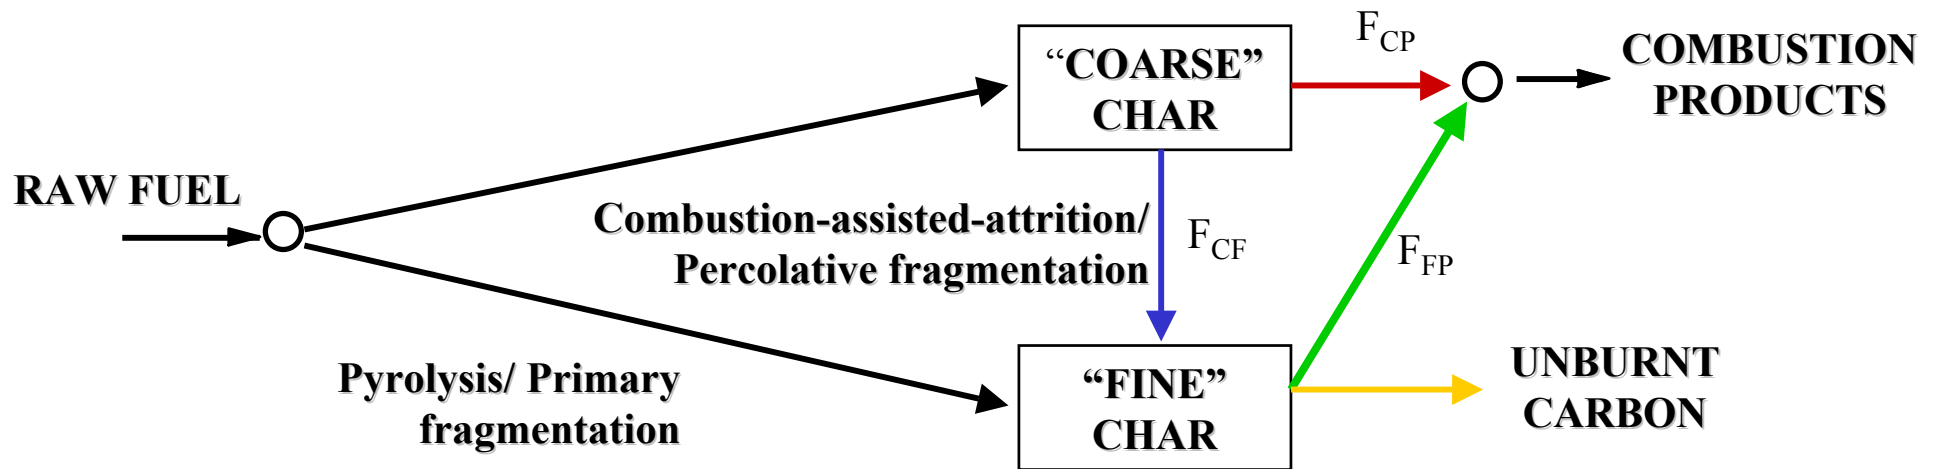 RAW FUEL
Pyrolysis/ Primary
fragmentation
“COARSE”
CHAR
Combustion-assisted-attrition/
Percolative fragmentation
F_CF
“FINE”
CHAR
F_CP
F_FP
COMBUSTION
PRODUCTS
UNBURNT
CARBON